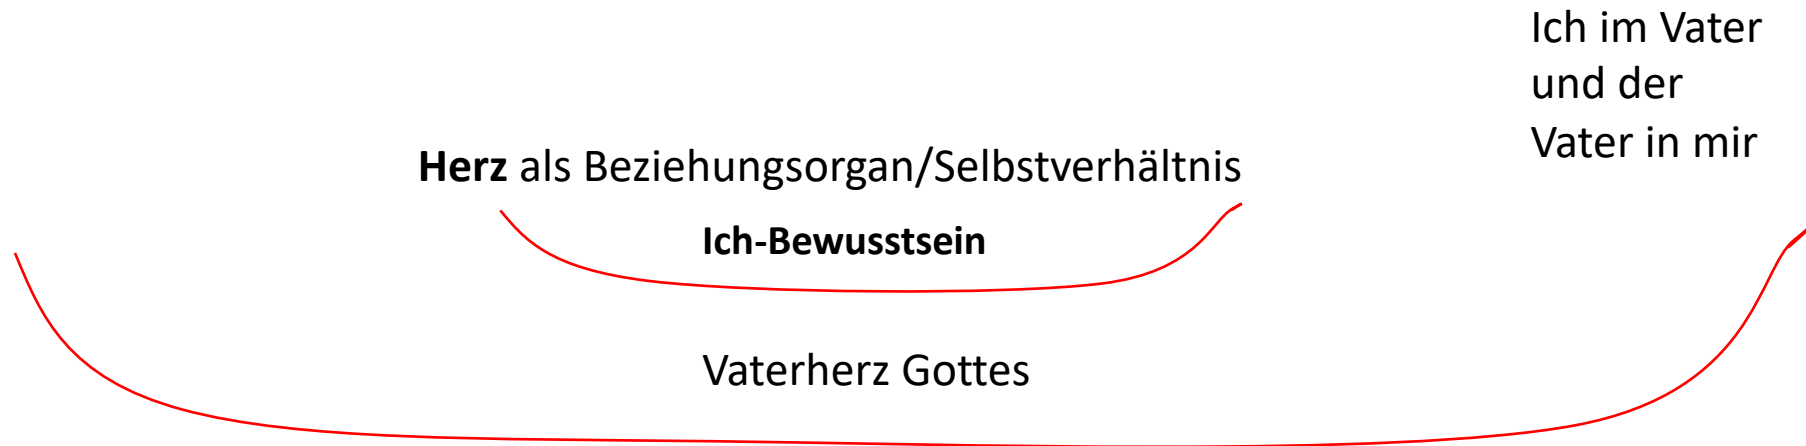 Ich im Vater
und der
Vater in mir
Herz als Beziehungsorgan/Selbstverhältnis
Ich-Bewusstsein
Vaterherz Gottes